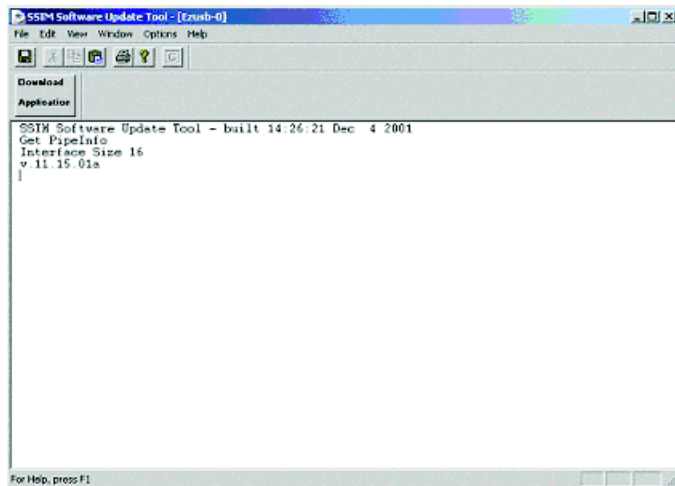 SSIM Software Update Tool - [Ezusb-0]
File Edit View Window Options Help
Download
Application
SSIM Software Update Tool - built 14:26:21 Dec  4 2001
Get PipeInfo
Interface Size 16
v.11.15.01a
For Help, press F1